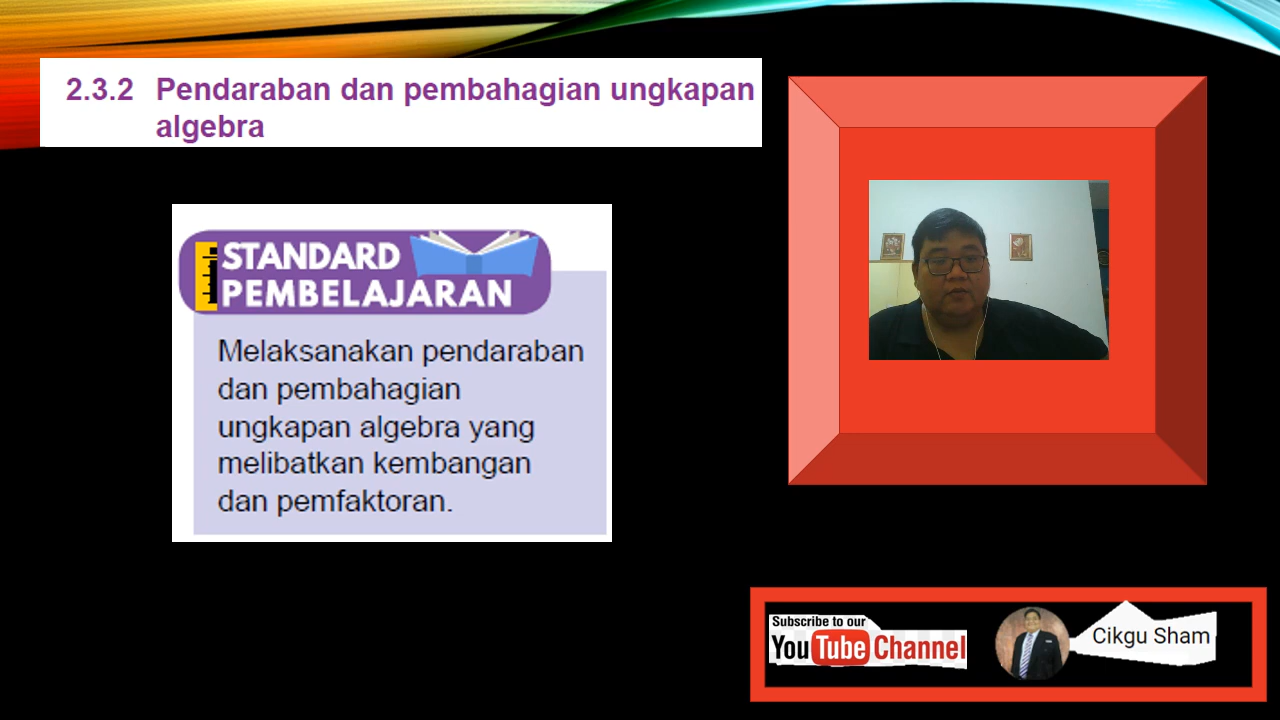 2.3.2 Pendaraban dan pembahagian ungkapan
algebra
STANDARD
PEMBELAJARAN
Melaksanakan pendaraban
dan pembahagian
ungkapan algebra yang
melibatkan kembangan
dan pemfaktoran.
Subscribe to our
YouTube Channel
Cikgu Sham